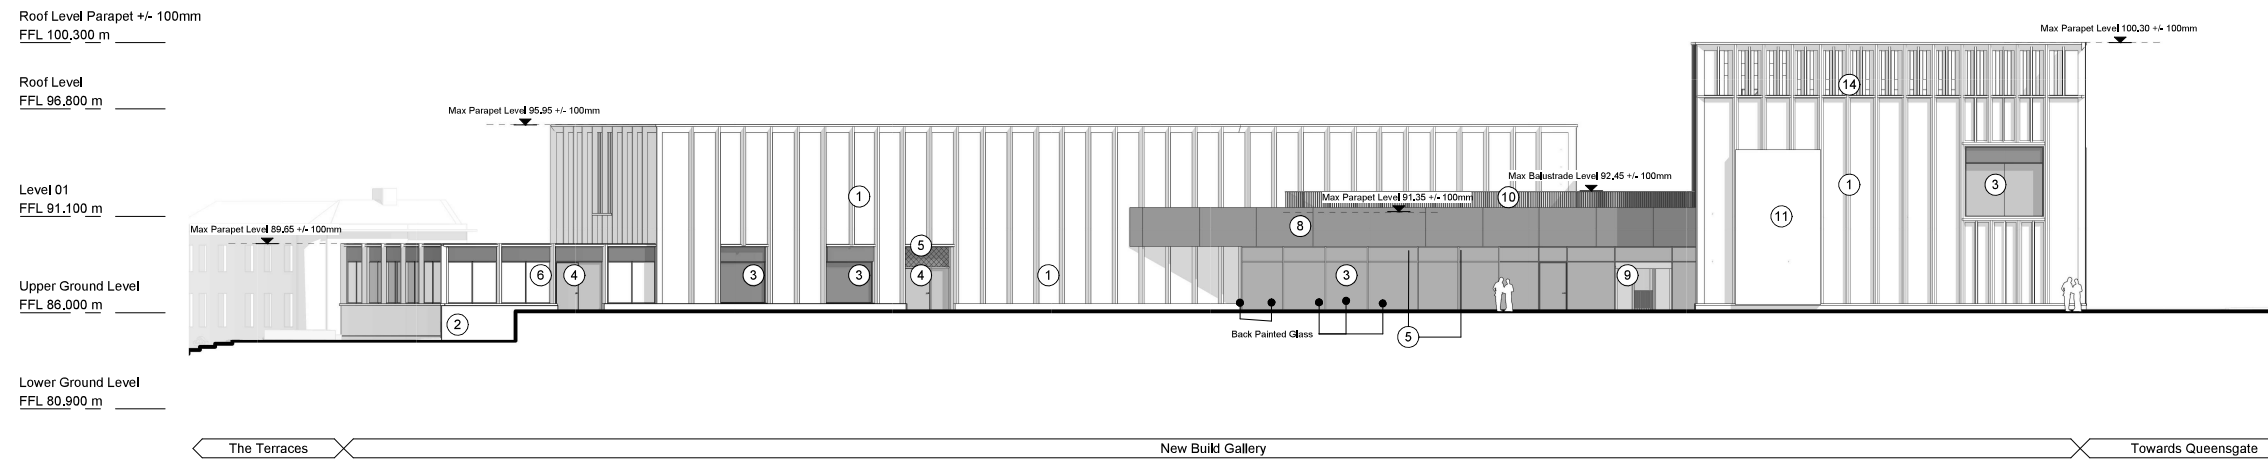 Roof Level Parapet +/- 100mm
FFL 100.300 m
Max Parapet Level 100.30 +/- 100mm
Roof Level
FFL 96.800 m
14
Max Parapet Level 95.95 +/- 100mm
Level 01
FFL 91.100 m
Max Balustrade Level 92.45 +/- 100mm
1
10
1
3
Max Parapet Level 91.35 +/- 100mm
11
8
Max Parapet Level 89.65 +/- 100mm
5
6
4
3
3
4
1
3
9
Upper Ground Level
FFL 86.000 m
2
Back Painted Glass
5
Lower Ground Level
FFL 80.900 m
The Terraces
New Build Gallery
Towards Queensgate